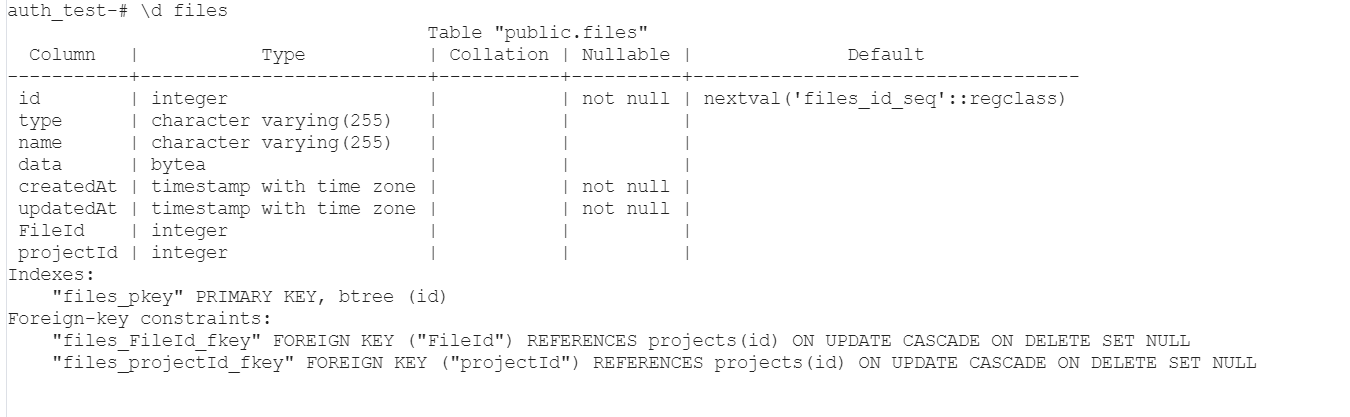 auth_test-# \d files
                                      Table "public.files"
  Column   |           Type           | Collation | Nullable |              Default
-----------+--------------------------+-----------+----------+-----------------------------------
 id        | integer                  |           | not null | nextval('files_id_seq'::regclass)
 type      | character varying(255)   |           |          |
 name      | character varying(255)   |           |          |
 data      | bytea                    |           |          |
 createdAt | timestamp with time zone |           | not null |
 updatedAt | timestamp with time zone |           | not null |
 FileId    | integer                  |           |          |
 projectId | integer                  |           |          |
Indexes:
    "files_pkey" PRIMARY KEY, btree (id)
Foreign-key constraints:
    "files_FileId_fkey" FOREIGN KEY ("FileId") REFERENCES projects(id) ON UPDATE CASCADE ON DELETE SET NULL
    "files_projectId_fkey" FOREIGN KEY ("projectId") REFERENCES projects(id) ON UPDATE CASCADE ON DELETE SET NULL